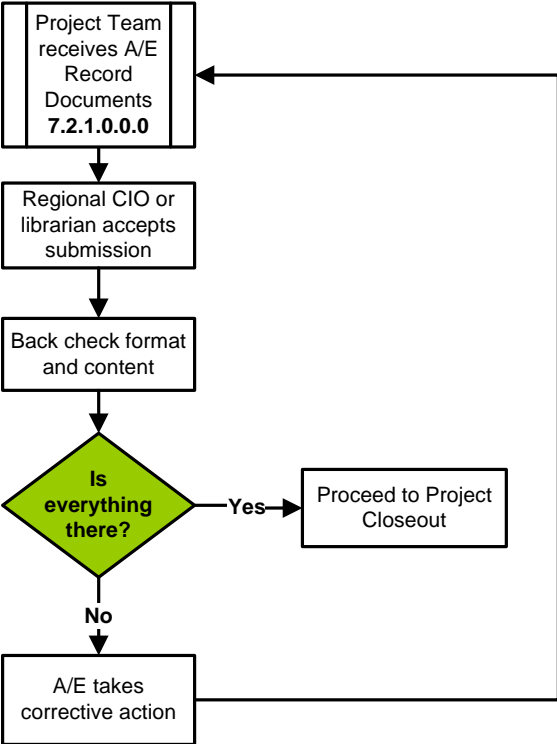 Project Team
receives A/E
Record
Documents
7.2.1.0.0.0
Regional CIO or
librarian accepts
submission
Back check format
and content
Is
everything
there?
Yes
Proceed to Project
Closeout
No
A/E takes
corrective action